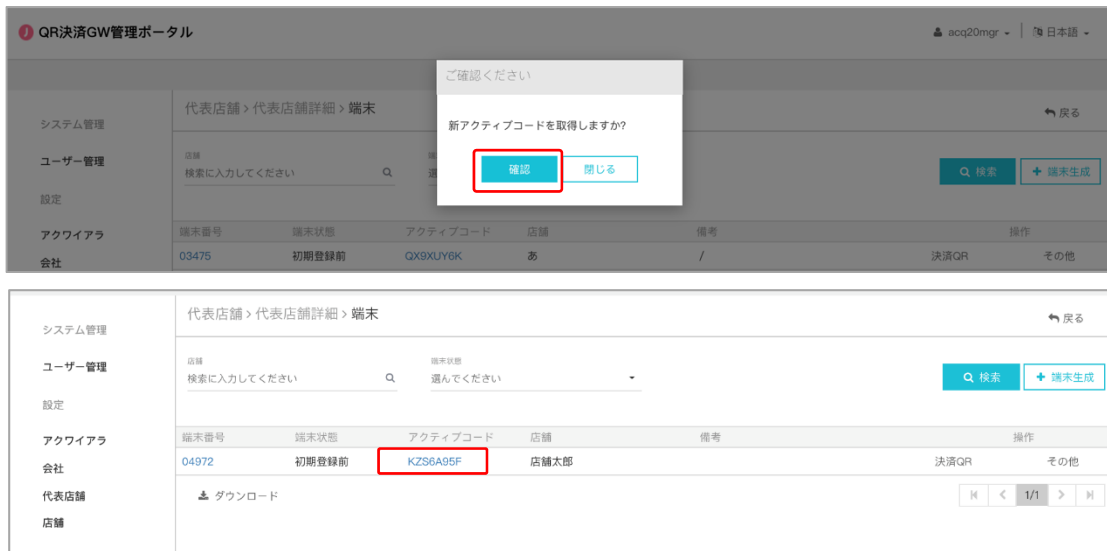 QR決済GW管理ポータル
acq20mgr
日本語
ご確認ください
新アクティブコードを取得しますか?
確認
閉じる
代表店舗 > 代表店舗詳細 > 端末
戻る
システム管理
ユーザー管理
設定
アクワイアラ
会社
店舗
検索に入力してください
検索
+ 端末生成
端末番号 端末状態 アクティブコード 店舗 備考 操作
03475 初期登録前 QX9XUY6K あ / 決済QR その他
代表店舗 > 代表店舗詳細 > 端末
戻る
システム管理
ユーザー管理
設定
アクワイアラ
会社
代表店舗
店舗
店舗
検索に入力してください
端末状態
選んでください
検索
+ 端末生成
端末番号 端末状態 アクティブコード 店舗 備考 操作
04972 初期登録前 KZS6A95F 店舗太郎 決済QR その他
ダウンロード
1/1